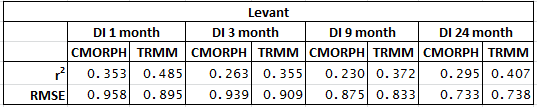 Levant
DI 1 month DI 3 month DI 9 month DI 24 month
CMORPH TRMM CMORPH TRMM CMORPH TRMM CMORPH TRMM
r² 0.353 0.485 0.263 0.355 0.230 0.372 0.295 0.407
RMSE 0.958 0.895 0.939 0.909 0.875 0.833 0.733 0.738